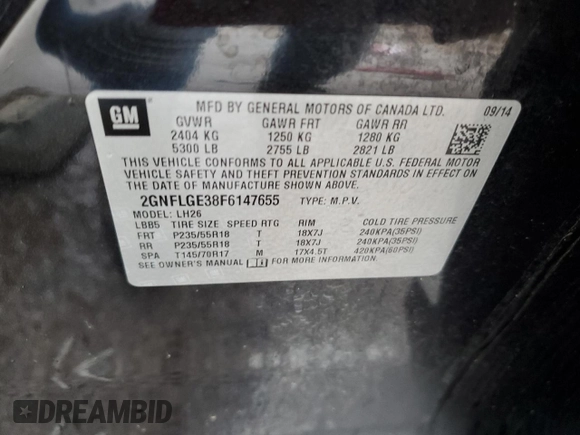 GM
MFD BY GENERAL MOTORS OF CANADA LTD. 09/14
GVWR GAWR FRT GAWR RR
2404 KG 1250 KG 1280 KG
5300 LB 2755 LB 2821 LB
THIS VEHICLE CONFORMS TO ALL APPLICABLE U.S. FEDERAL MOTOR
VEHICLE SAFETY AND THEFT PREVENTION STANDARDS IN EFFECT
ON THE DATE OF MANUFACTURE SHOWN ABOVE.
2GNFLGE38F6147655 TYPE: M.P.V.
MODEL: LH26
LBB5 TIRE SIZE SPEED RTG RIM COLD TIRE PRESSURE
FRT P235/55R18 T 18X7J 240KPA(35PSI)
RR P235/55R18 T 18X7J 240KPA(35PSI)
SPA T145/70R17 M 17X4.5T 420KPA(60PSI)
SEE OWNER'S MANUAL FOR MORE INFORMATION.
DREAMBID